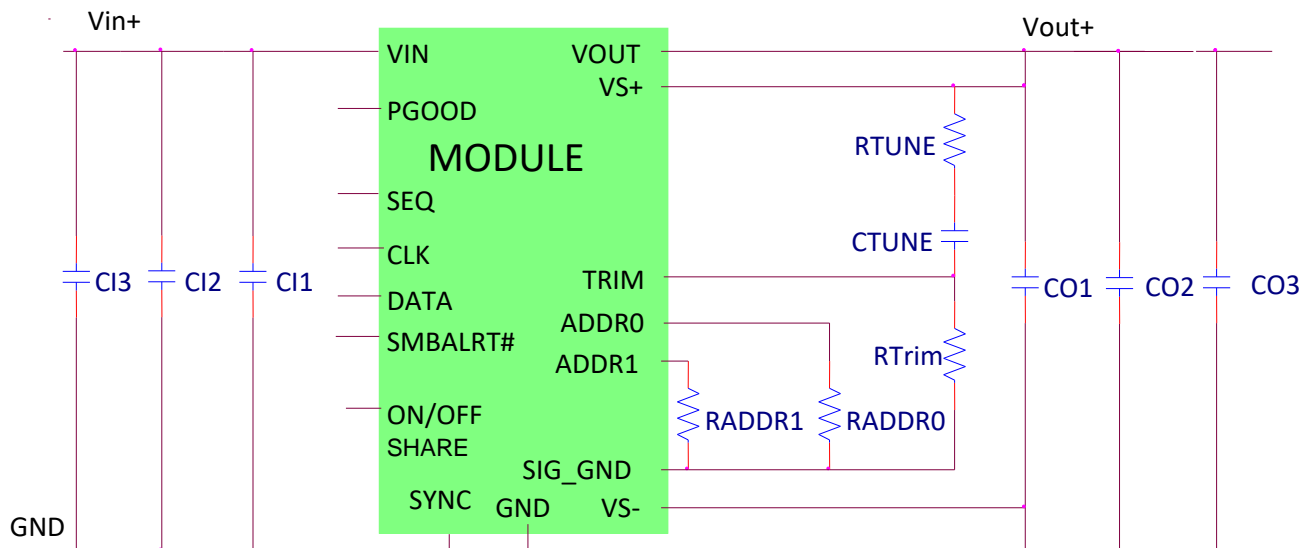 Vin+
Vout+
VIN
VOUT
VS+
PGOOD
RTUNE
MODULE
SEQ
CTUNE
CLK
TRIM
CI3
CI2
CI1
CO1
CO2
CO3
DATA
ADDR0
SMBALRT#
ADDR1
RTrim
ON/OFF
RADDR1
RADDR0
SHARE
SIG_GND
SYNC
GND
VS-
GND